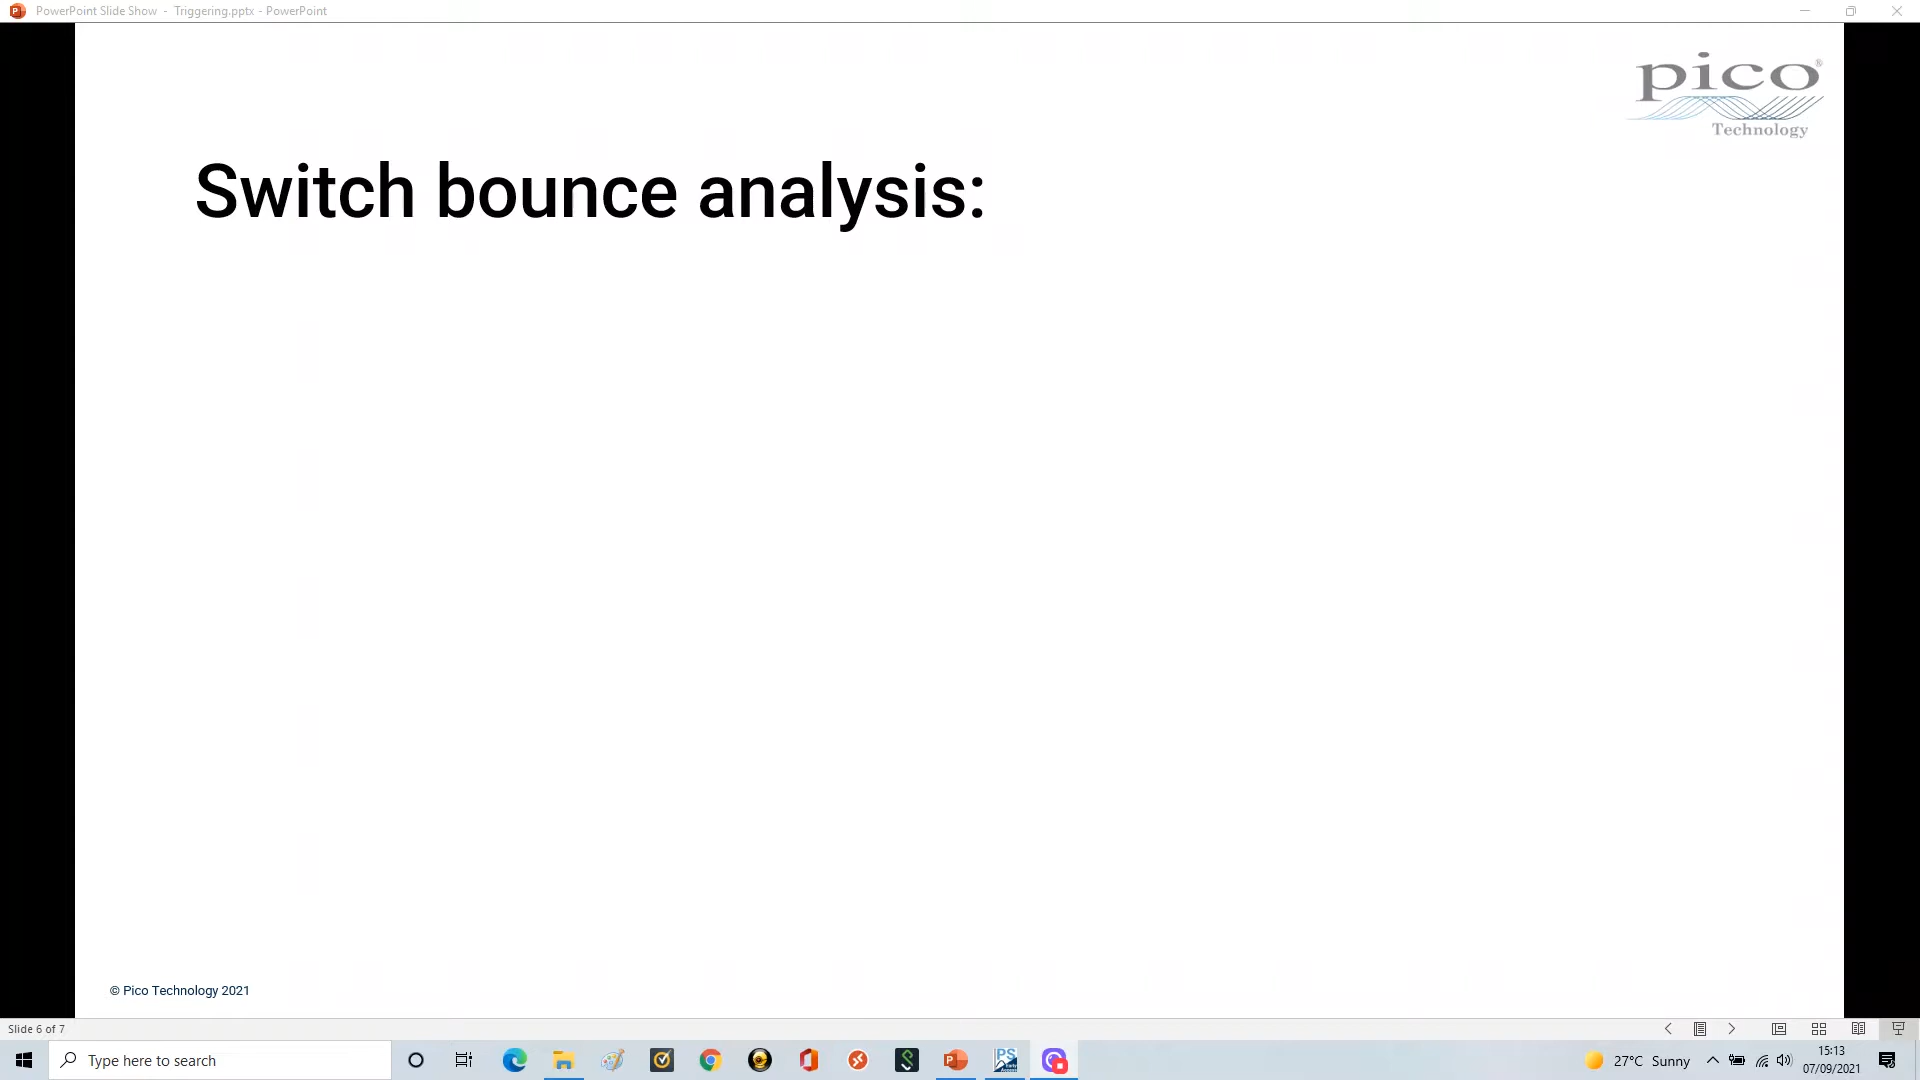 PowerPoint Slide Show - Triggering.pptx - PowerPoint
pico®
Technology
Switch bounce analysis:
© Pico Technology 2021
Slide 6 of 7
Type here to search
27°C Sunny
15:13
07/09/2021